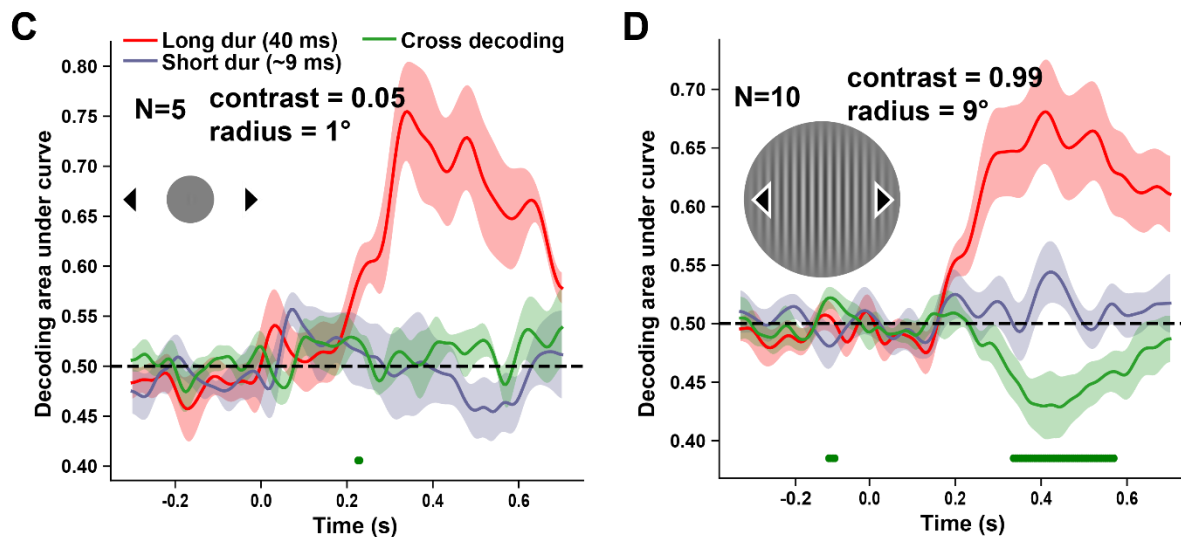 C
Long dur (40 ms)
Cross decoding
Short dur (~9 ms)
N=5
contrast = 0.05
radius = 1°
Decoding area under curve
0.80
0.75
0.70
0.65
0.60
0.55
0.50
0.45
0.40
-0.2
0.0
0.2
0.4
0.6
Time (s)
D
N=10
contrast = 0.99
radius = 9°
Decoding area under curve
0.70
0.65
0.60
0.55
0.50
0.45
0.40
-0.2
0.0
0.2
0.4
0.6
Time (s)